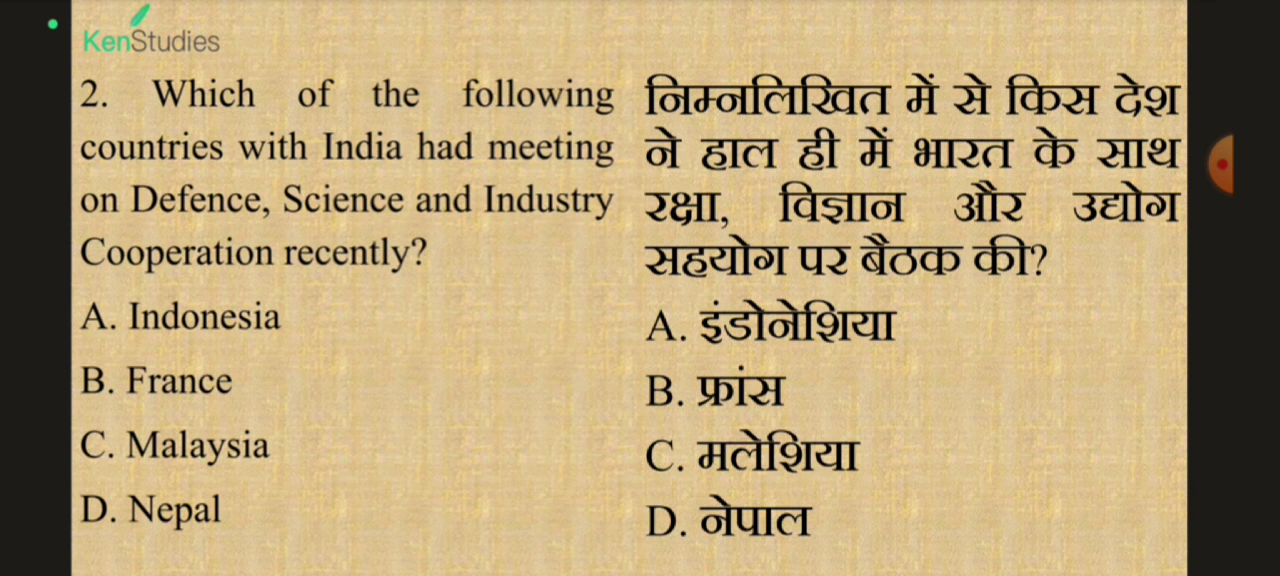 KenStudies
2. Which of the following
countries with India had meeting
on Defence, Science and Industry
Cooperation recently?
A. Indonesia
B. France
C. Malaysia
D. Nepal
निम्नलिखित में से किस देश
ने हाल ही में भारत के साथ
रक्षा, विज्ञान और उद्योग
सहयोग पर बैठक की?
A. इंडोनेशिया
B. फ्रांस
C. मलेशिया
D. नेपाल